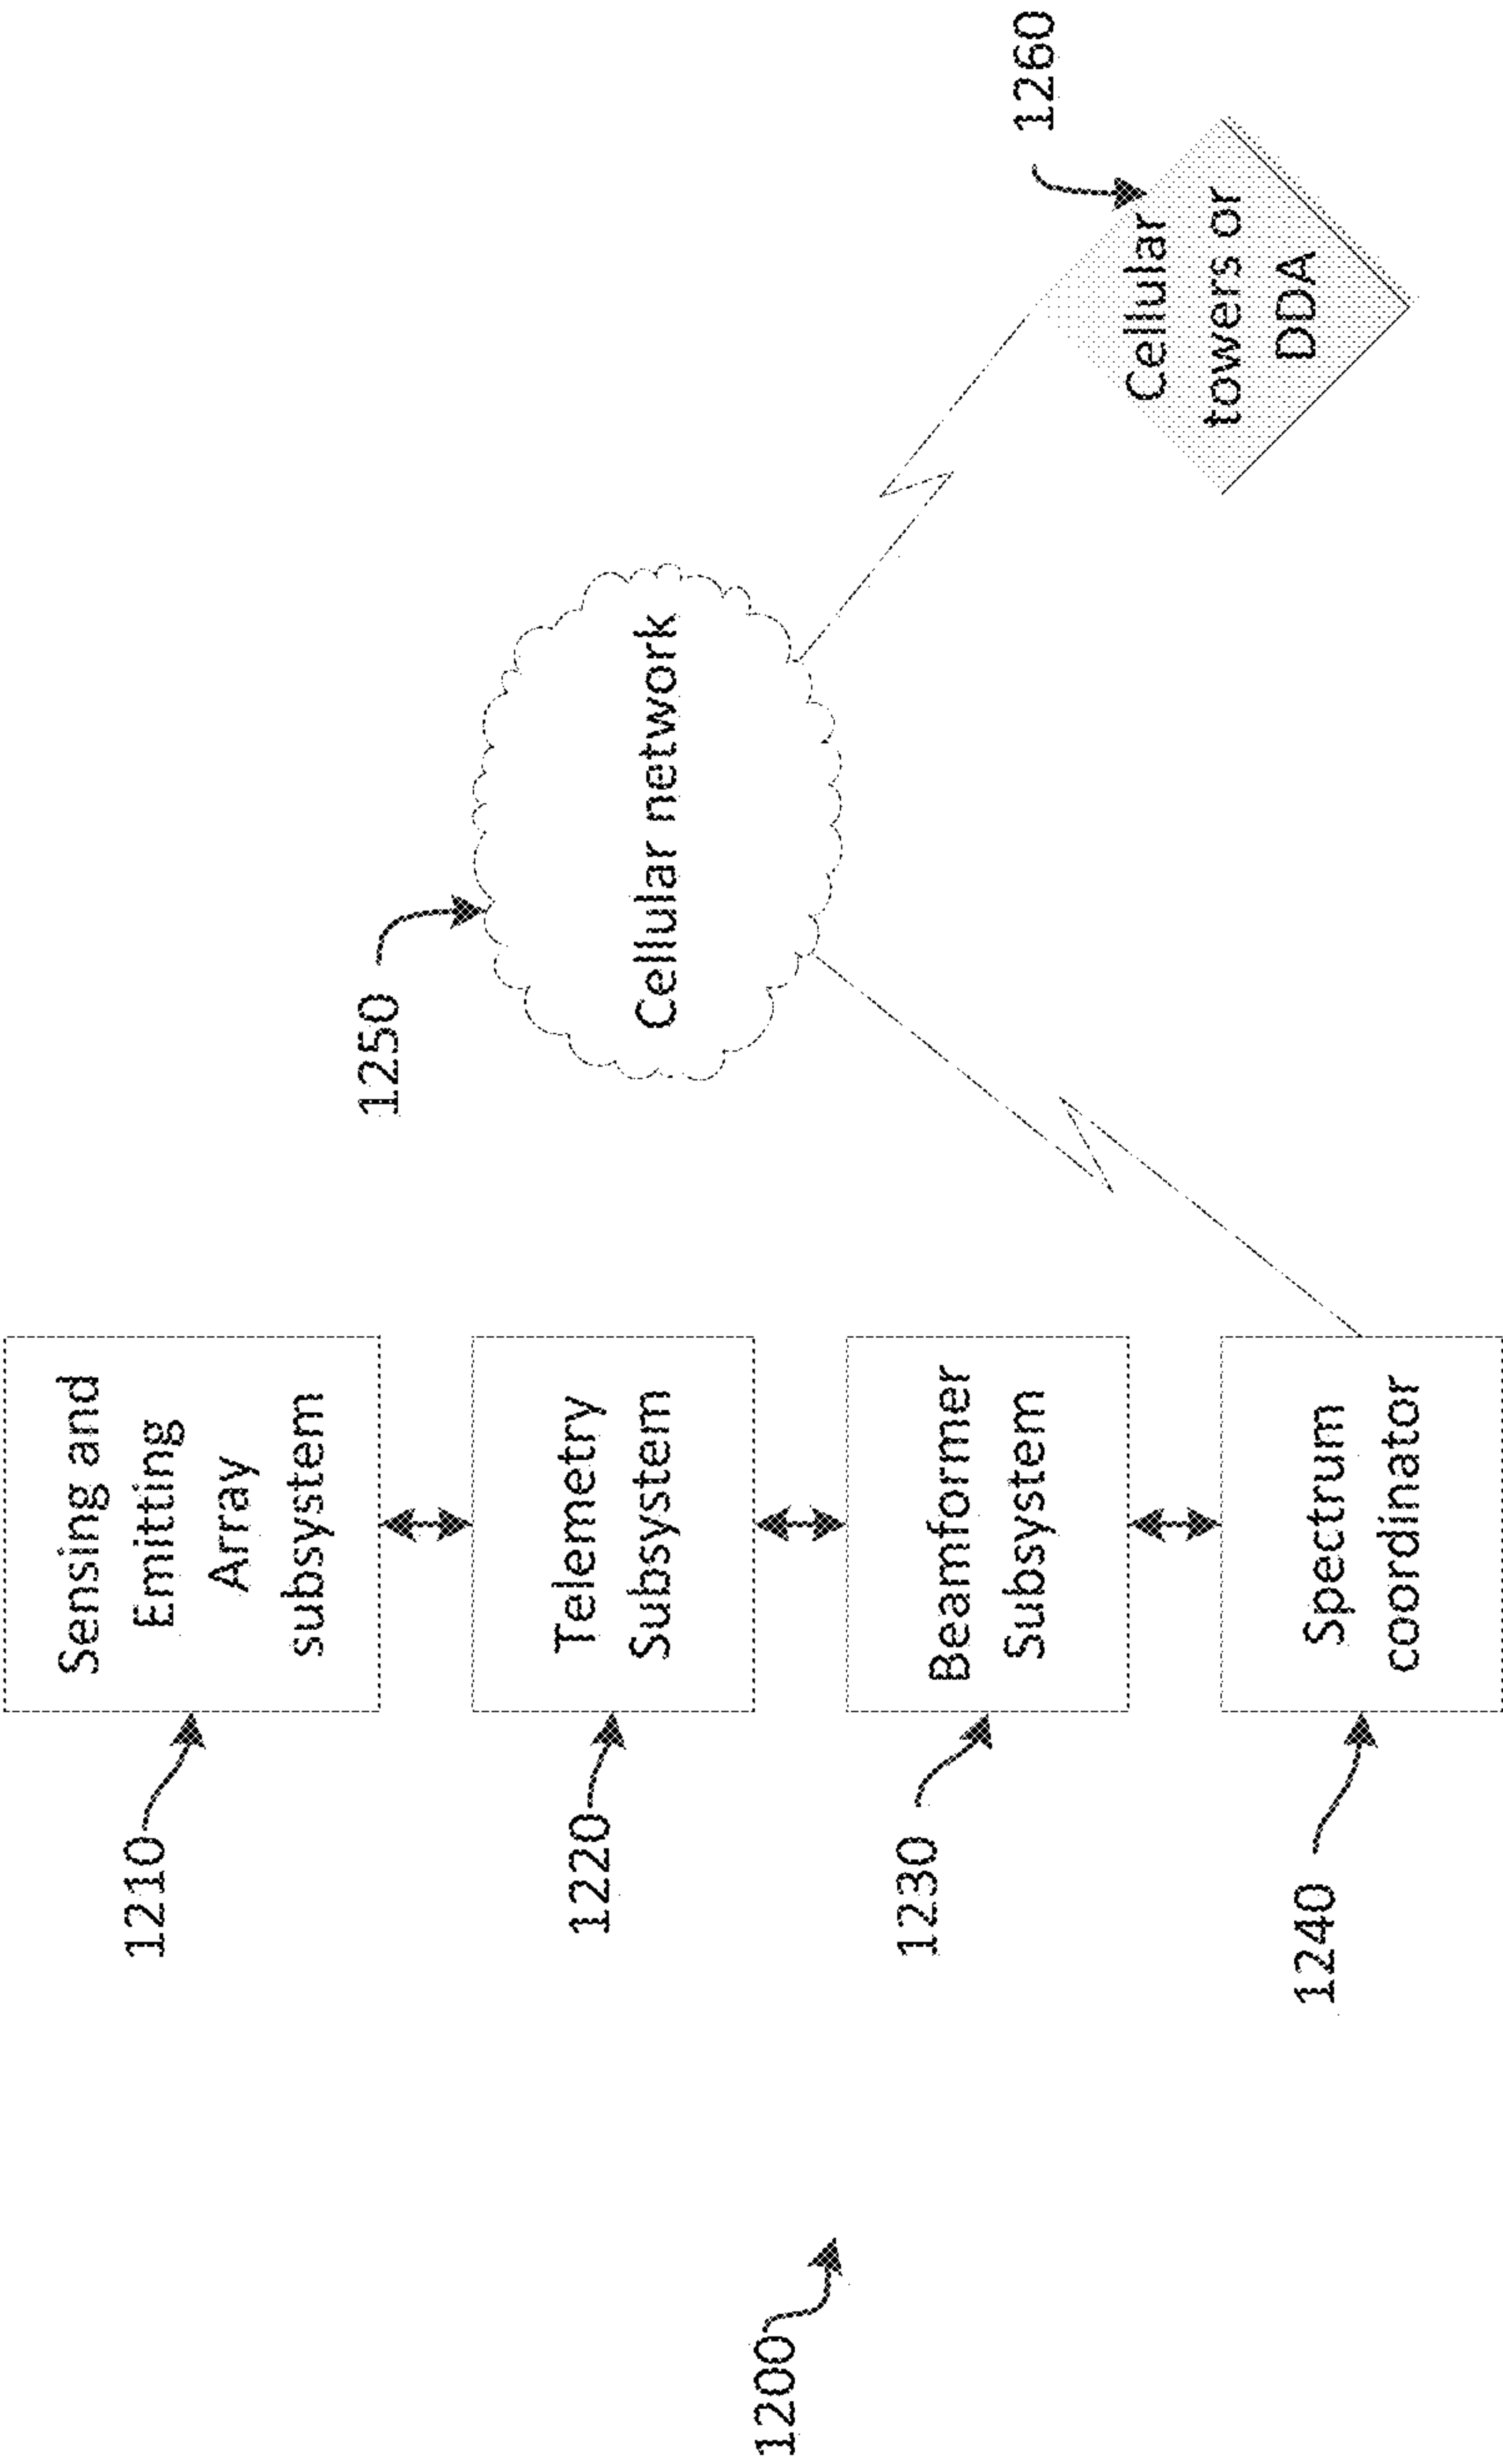 1200
1210
Sensing and
Emitting
Array
subsystem
1220
Telemetry
Subsystem
1230
Beamformer
Subsystem
1240
Spectrum
coordinator
1250
Cellular network
1260
Cellular
towers or
DDA